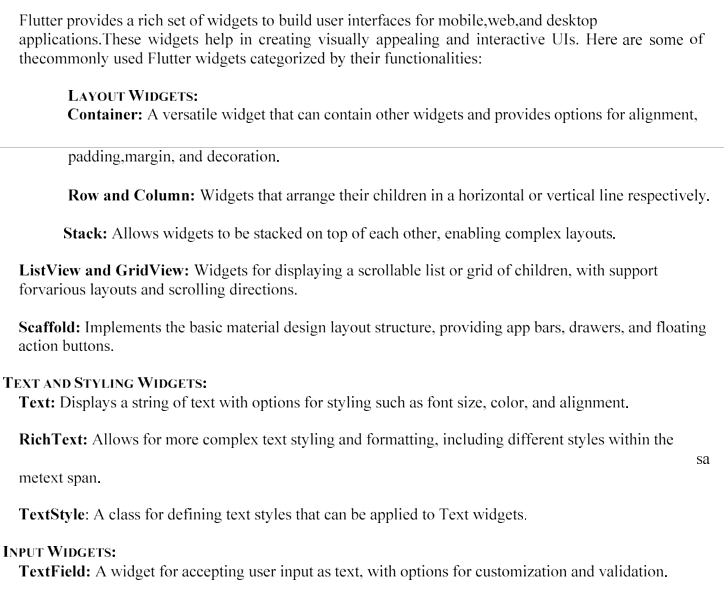 Flutter provides a rich set of widgets to build user interfaces for mobile,web,and desktop
applications.These widgets help in creating visually appealing and interactive UIs. Here are some of
thecommonly used Flutter widgets categorized by their functionalities:
LAYOUT WIDGETS:
Container: A versatile widget that can contain other widgets and provides options for alignment,
padding,margin, and decoration.
Row and Column: Widgets that arrange their children in a horizontal or vertical line respectively.
Stack: Allows widgets to be stacked on top of each other, enabling complex layouts.
ListView and GridView: Widgets for displaying a scrollable list or grid of children, with support
forvarious layouts and scrolling directions.
Scaffold: Implements the basic material design layout structure, providing app bars, drawers, and floating
action buttons.
TEXT AND STYLING WIDGETS:
Text: Displays a string of text with options for styling such as font size, color, and alignment.
RichText: Allows for more complex text styling and formatting, including different styles within the
sa
metext span.
TextStyle: A class for defining text styles that can be applied to Text widgets.
INPUT WIDGETS:
TextField: A widget for accepting user input as text, with options for customization and validation.